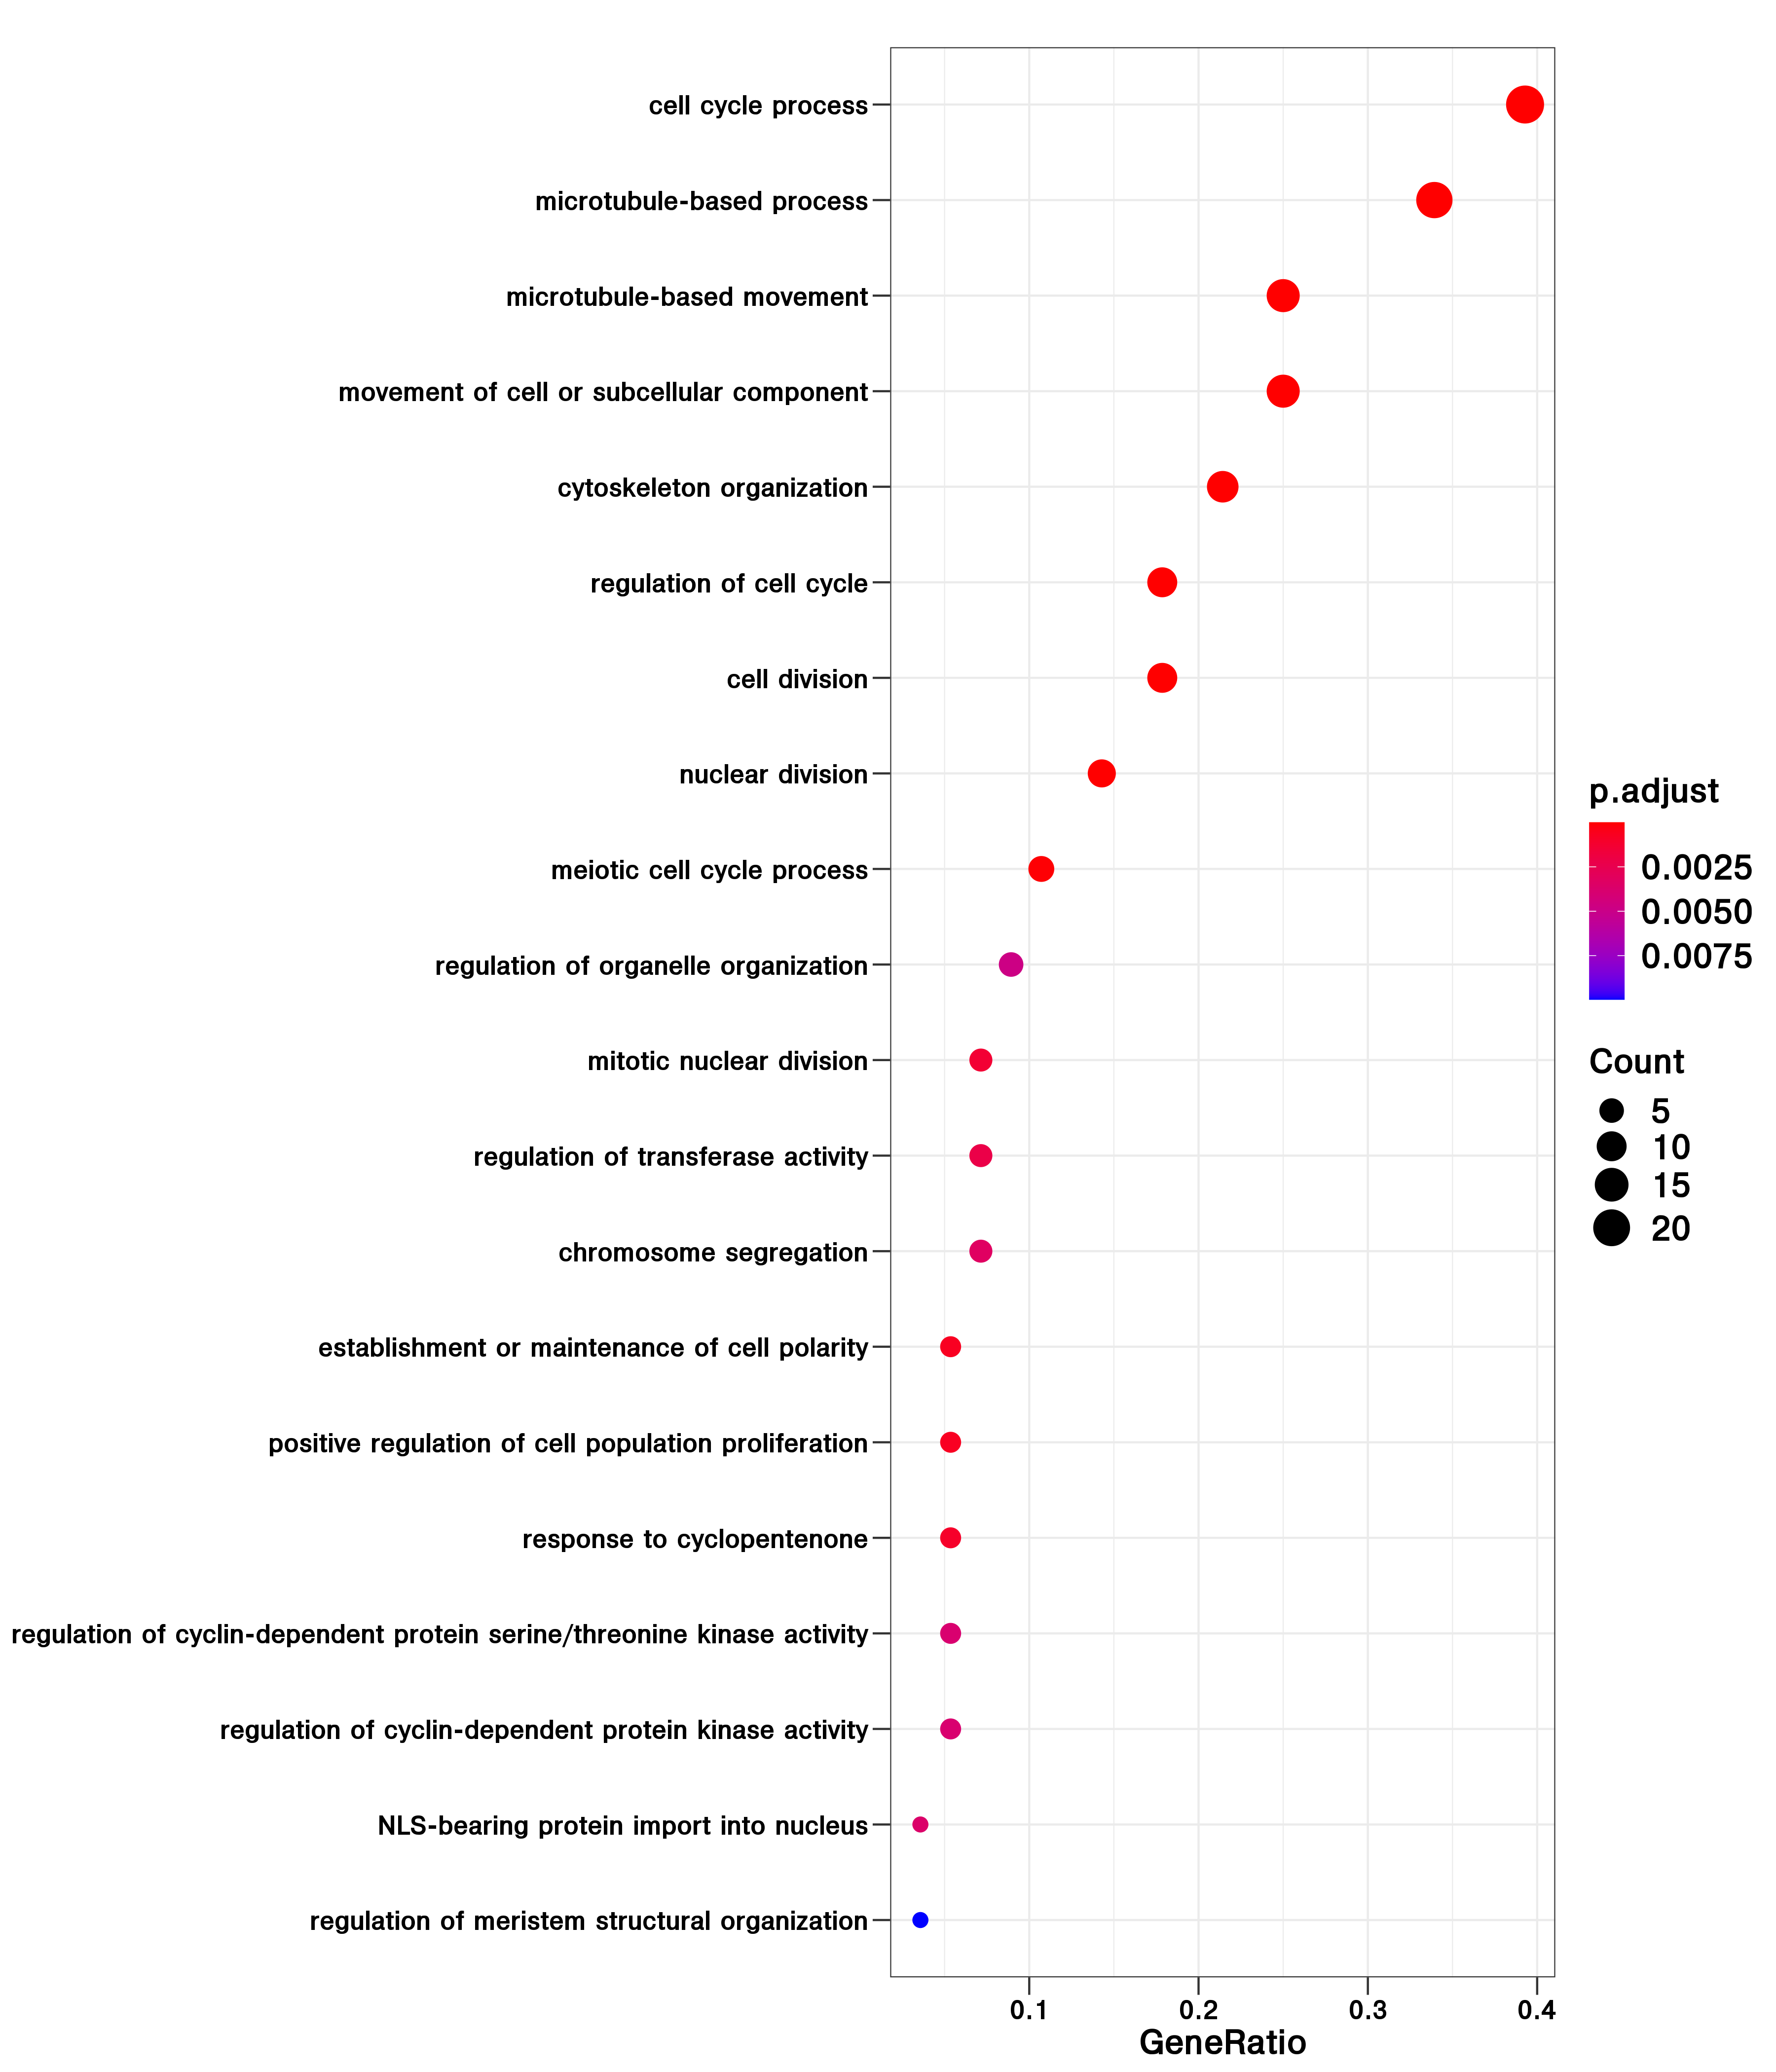 cell cycle process
microtubule-based process
microtubule-based movement
movement of cell or subcellular component
cytoskeleton organization
regulation of cell cycle
cell division
nuclear division
meiotic cell cycle process
regulation of organelle organization
mitotic nuclear division
regulation of transferase activity
chromosome segregation
establishment or maintenance of cell polarity
positive regulation of cell population proliferation
response to cyclopentenone
regulation of cyclin-dependent protein serine/threonine kinase activity
regulation of cyclin-dependent protein kinase activity
NLS-bearing protein import into nucleus
regulation of meristem structural organization
0.1 0.2 0.3 0.4
GeneRatio
p.adjust
0.0025
0.0050
0.0075
Count
5
10
15
20